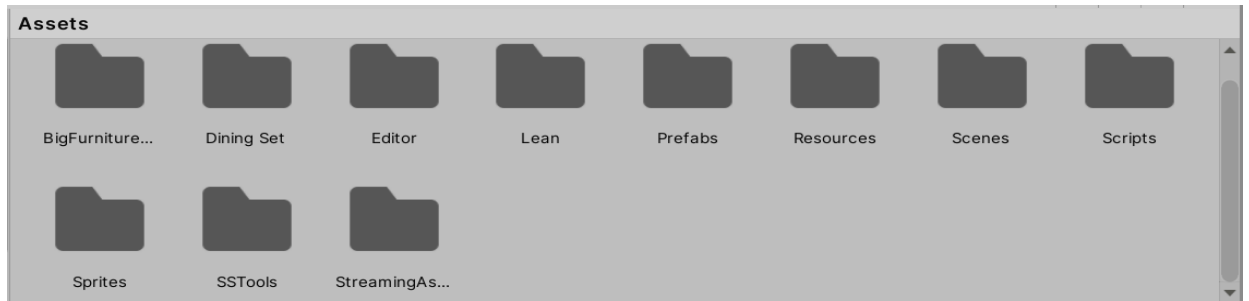 Assets
BigFurniture... Dining Set Editor Lean Prefabs Resources Scenes Scripts
Sprites SSTools StreamingAs...